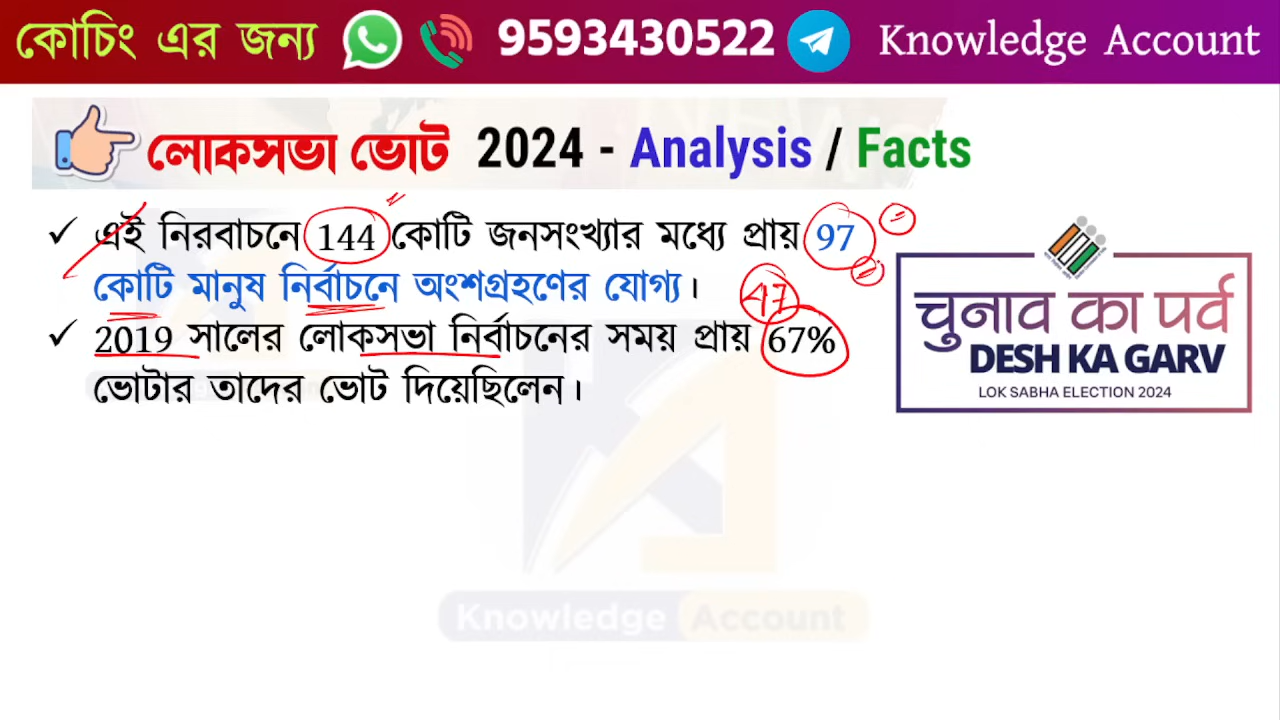 কোচিং এর জন্য 9593430522 Knowledge Account
লোকসভা ভোট 2024 - Analysis / Facts
✓ এই নিরবাচনে 144 কোটি জনসংখ্যার মধ্যে প্রায় 97
কোটি মানুষ নির্বাচনে অংশগ্রহণের যোগ্য।
47
✓ 2019 সালের লোকসভা নির্বাচনের সময় প্রায় 67%
ভোটার তাদের ভোট দিয়েছিলেন।
चुनाव का पर्व
DESH KA GARV
LOK SABHA ELECTION 2024
Knowledge Account